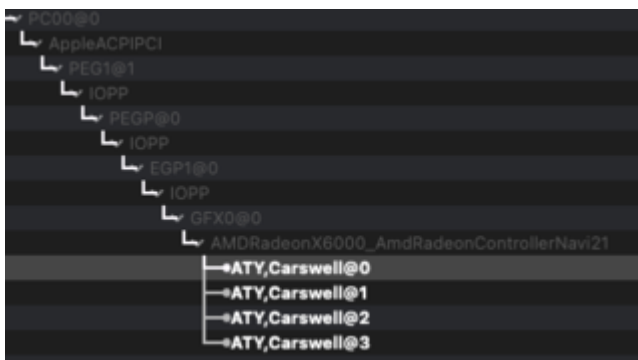 PC00@0
AppleACPIPCI
PEG1@1
IOPP
PEGP@0
IOPP
EGP1@0
IOPP
GFX0@0
AMDRadeonX6000_AmdRadeonControllerNavi21
ATY,Carswell@0
ATY,Carswell@1
ATY,Carswell@2
ATY,Carswell@3